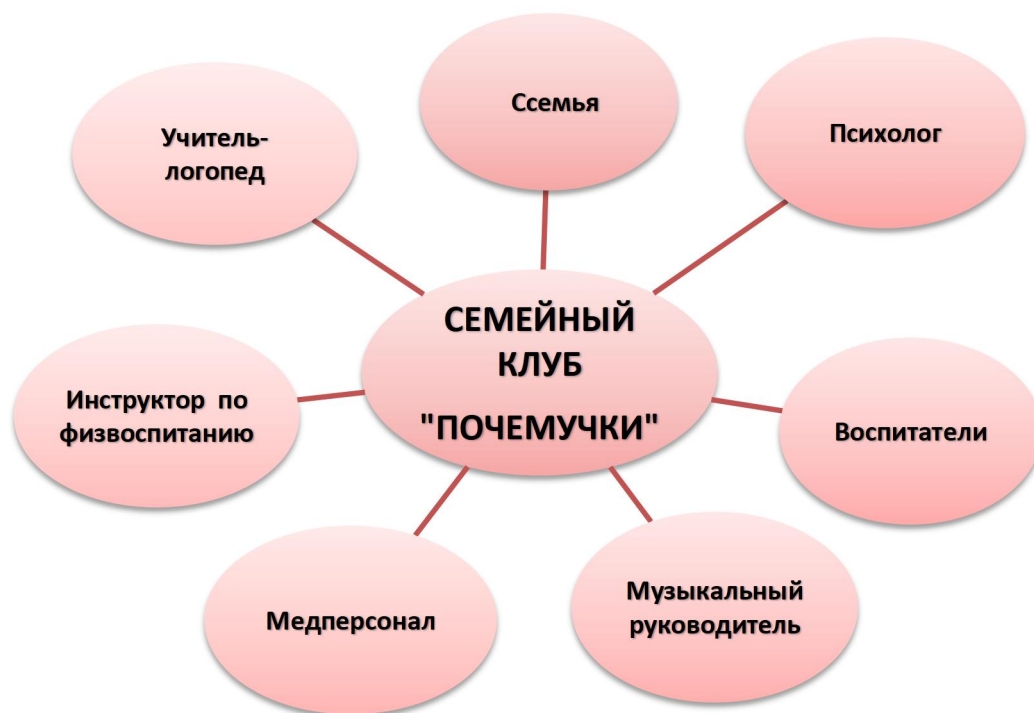 Ссемья
Учитель-
логопед
Психолог
СЕМЕЙНЫЙ
КЛУБ
"ПОЧЕМУЧКИ"
Инструктор по
физвоспитанию
Воспитатели
Медперсонал
Музыкальный
руководитель